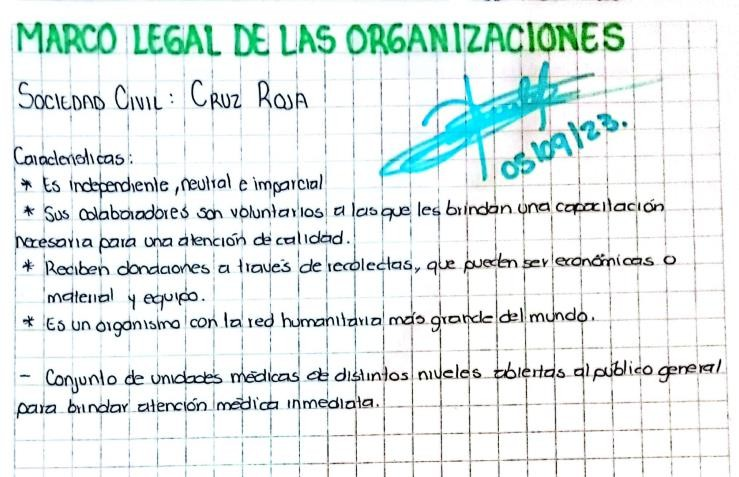 MARCO LEGAL DE LAS ORGANIZACIONES
SOCIEDAD CIVIL: CRUZ ROJA
05/09/23.
Características:
* Es independiente, neutral e imparcial
* Sus colaboradores son voluntarios a las que les brindan una capacitación
necesaria para una atención de calidad.
* Reciben dondaciones a través de recolectas, que pueden ser económicas o
material y equipo.
* Es un organismo con la red humanitaria más grande del mundo.
- Conjunto de unidades médicas de distintos niveles abiertas al público general
para brindar atención médica inmediata.